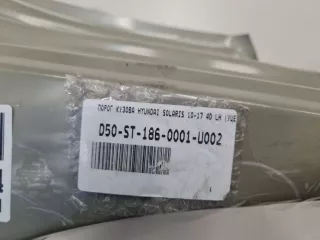 ПОРОГ КУЗОВА HYUNDAI SOLARIS 10-17 4D LH
D50-ST-186-0001-U002